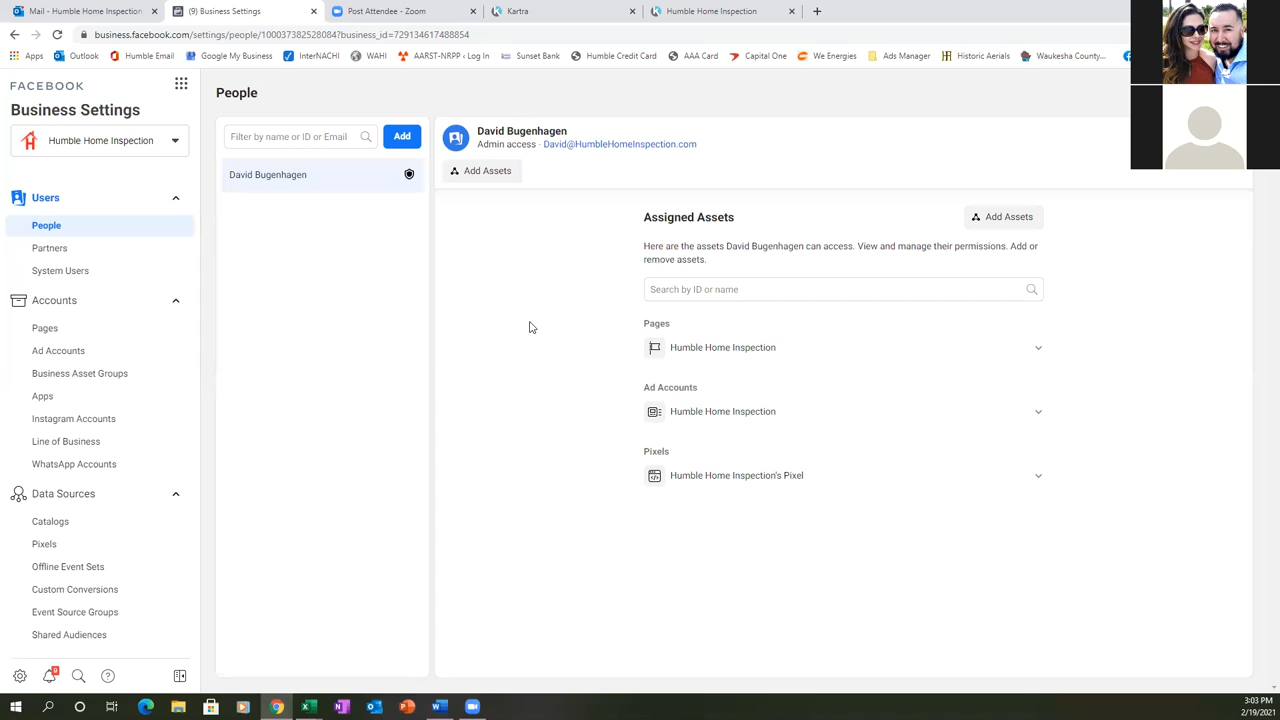 Mail - Humble Home Inspection
(9) Business Settings
Post Attendee - Zoom
Kartra
Humble Home Inspection
business.facebook.com/settings/people/100037382528084?business_id=729134617488854
Apps
Outlook
Humble Email
Google My Business
InterNACHI
WAHI
AARST-NRPP < Log In
Sunset Bank
Humble Credit Card
AAA Card
Capital One
We Energies
Ads Manager
Historic Aerials
Waukesha County...
FACEBOOK
Business Settings
Humble Home Inspection
Users
People
Partners
System Users
Accounts
Pages
Ad Accounts
Business Asset Groups
Apps
Instagram Accounts
Line of Business
WhatsApp Accounts
Data Sources
Catalogs
Pixels
Offline Event Sets
Custom Conversions
Event Source Groups
Shared Audiences
People
Filter by name or ID or Email
Add
David Bugenhagen
David Bugenhagen
Admin access · David@HumbleHomeInspection.com
Add Assets
Assigned Assets
Add Assets
Here are the assets David Bugenhagen can access. View and manage their permissions. Add or
remove assets.
Search by ID or name
Pages
Humble Home Inspection
Ad Accounts
Humble Home Inspection
Pixels
Humble Home Inspection's Pixel
3:03 PM
2/19/2021